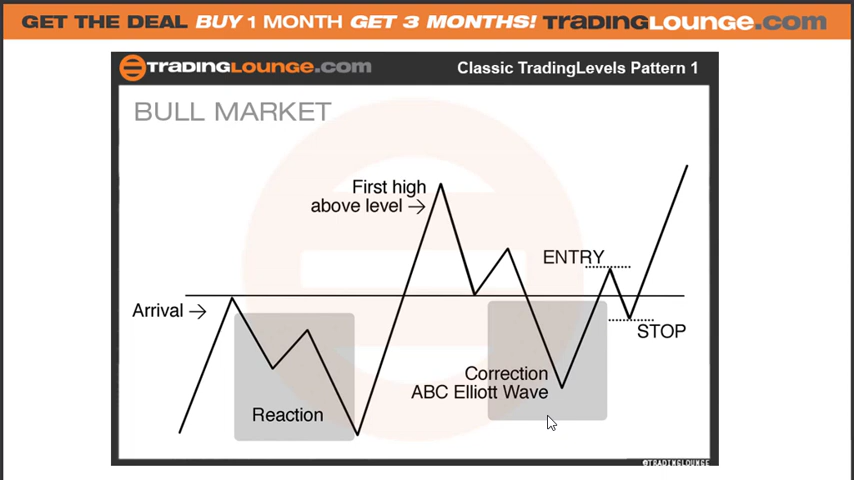 GET THE DEAL BUY 1 MONTH GET 3 MONTHS! TRADINGLOUNGE.COM
TRADINGLOUNGE.COM
Classic TradingLevels Pattern 1
BULL MARKET
First high
above level →
ENTRY
Arrival →
STOP
Correction
ABC Elliott Wave
Reaction
@TRADINGLOUNGE